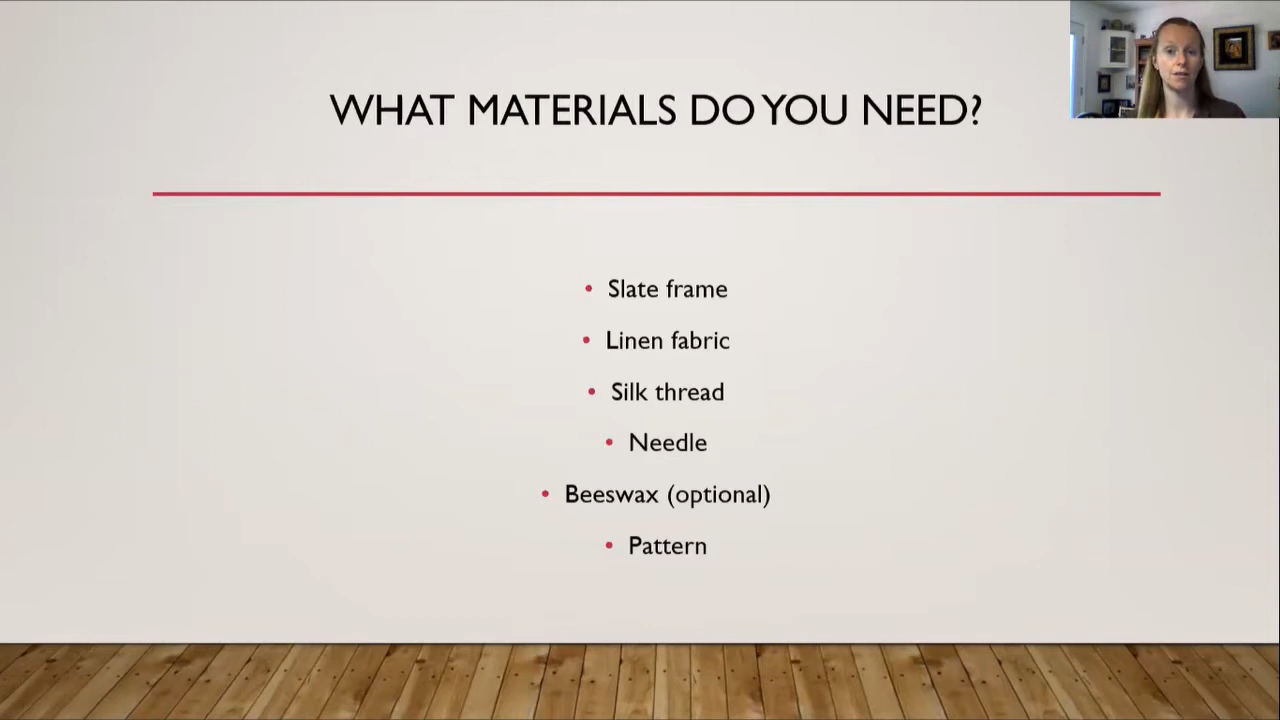 WHAT MATERIALS DO YOU NEED?
• Slate frame
• Linen fabric
• Silk thread
• Needle
• Beeswax (optional)
• Pattern